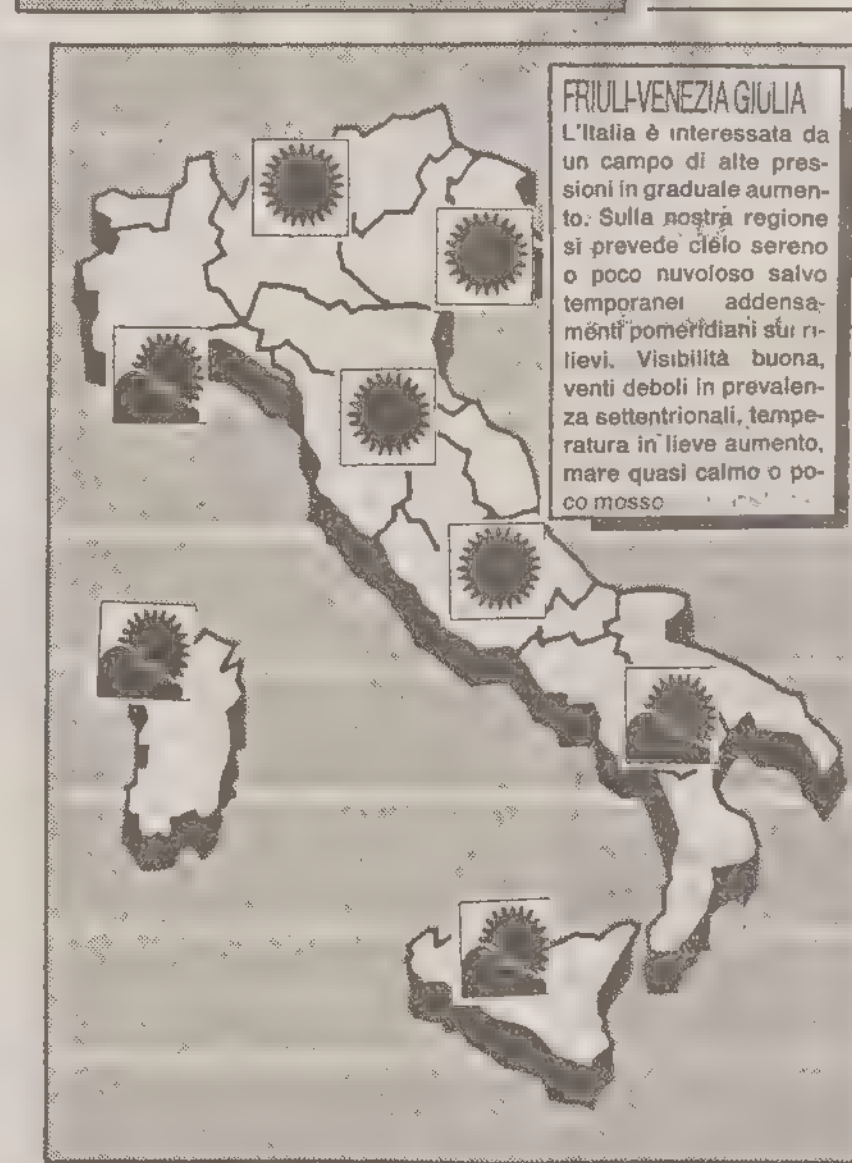 FRIULI-VENEZIA GIULIA
L'Italia è interessata da
un campo di alte pres-
sioni in graduale aumen-
to. Sulla nostra regione
si prevede cielo sereno
o poco nuvoloso salvo
temporanei addensa-
menti pomeridiani sui ri-
lievi. Visibilità buona,
venti deboli in prevalen-
za settentrionali, tempe-
ratura in lieve aumento,
mare quasi calmo o po-
co mosso